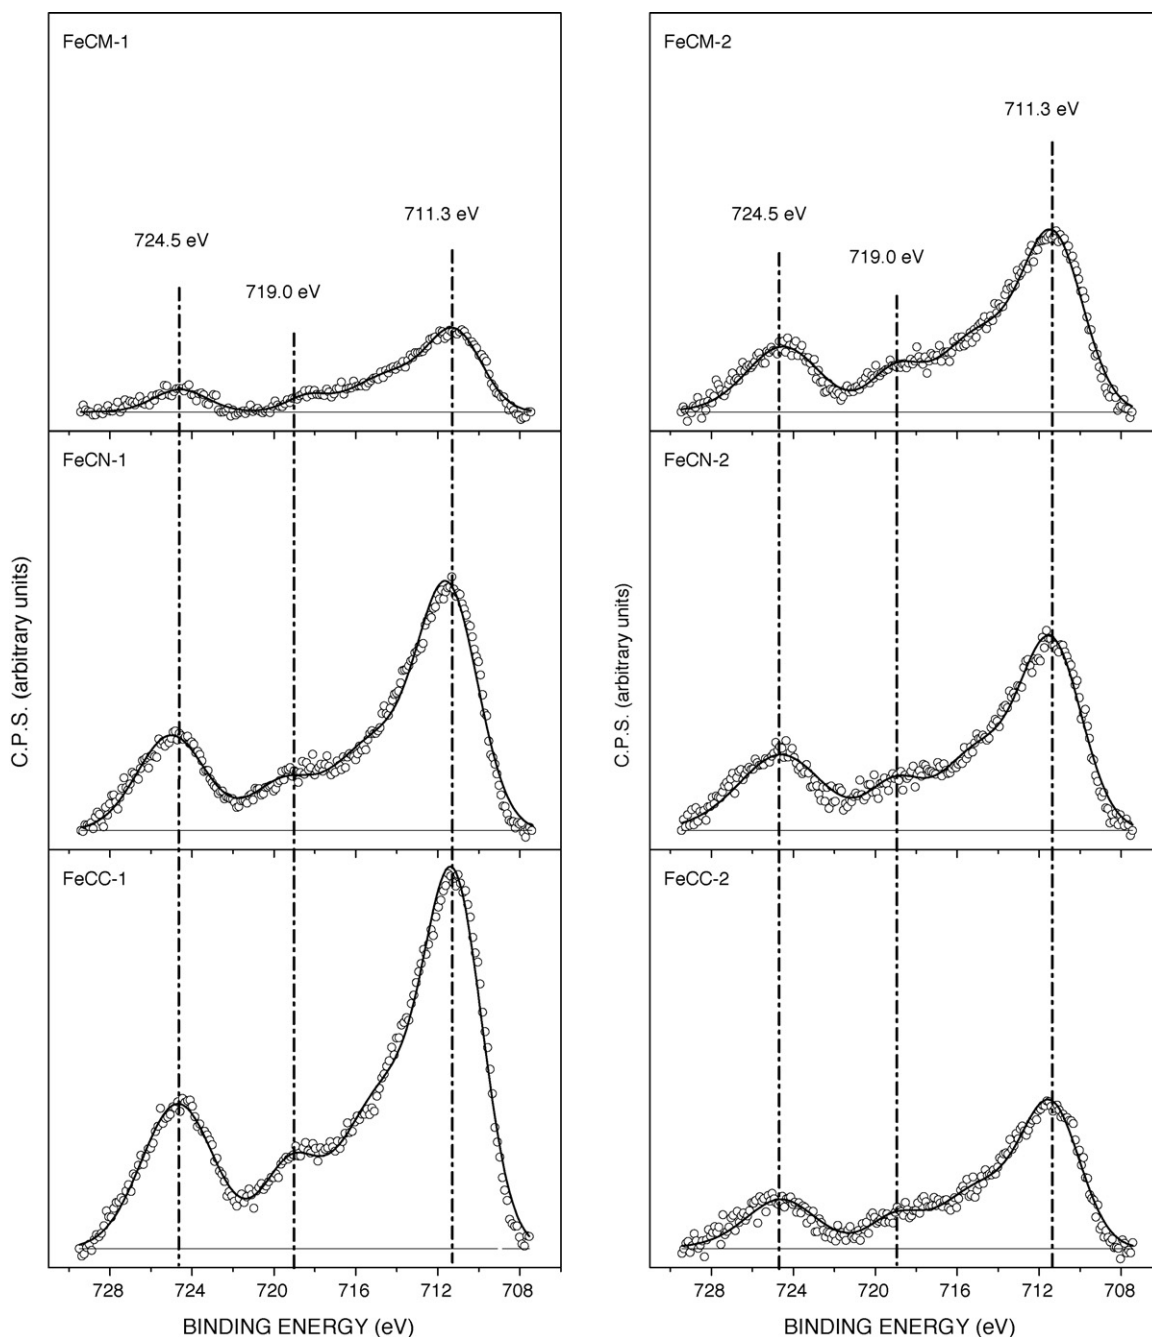 FeCM-1
711.3 eV
724.5 eV
719.0 eV
FeCN-1
FeCC-1
C.P.S. (arbitrary units)
728 724 720 716 712 708
BINDING ENERGY (eV)
FeCM-2
711.3 eV
724.5 eV
719.0 eV
FeCN-2
FeCC-2
C.P.S. (arbitrary units)
728 724 720 716 712 708
BINDING ENERGY (eV)